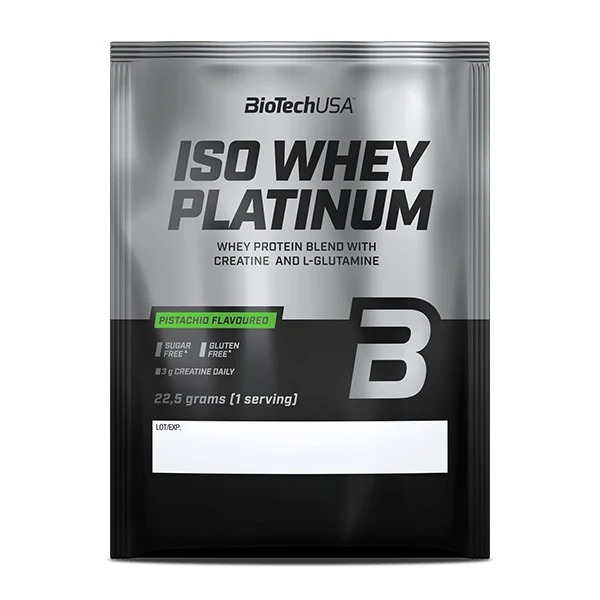 BioTechUSA™
ISO WHEY
PLATINUM
WHEY PROTEIN BLEND WITH
CREATINE AND L-GLUTAMINE
PISTACHIO FLAVOURED
SUGAR FREE* GLUTEN FREE*
3 g CREATINE DAILY
B
22,5 grams (1 serving)
LOT/EXP: